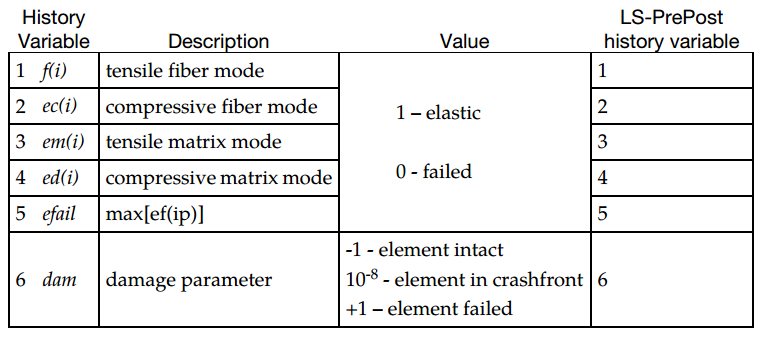 History Variable Description Value LS-PrePost history variable
1 f(i) tensile fiber mode 1
2 ec(i) compressive fiber mode 1 – elastic 2
3 em(i) tensile matrix mode 3
4 ed(i) compressive matrix mode 0 - failed 4
5 efail max[ef(ip)] 5
-1 - element intact
6 dam damage parameter 10-8 - element in crashfront 6
+1 – element failed